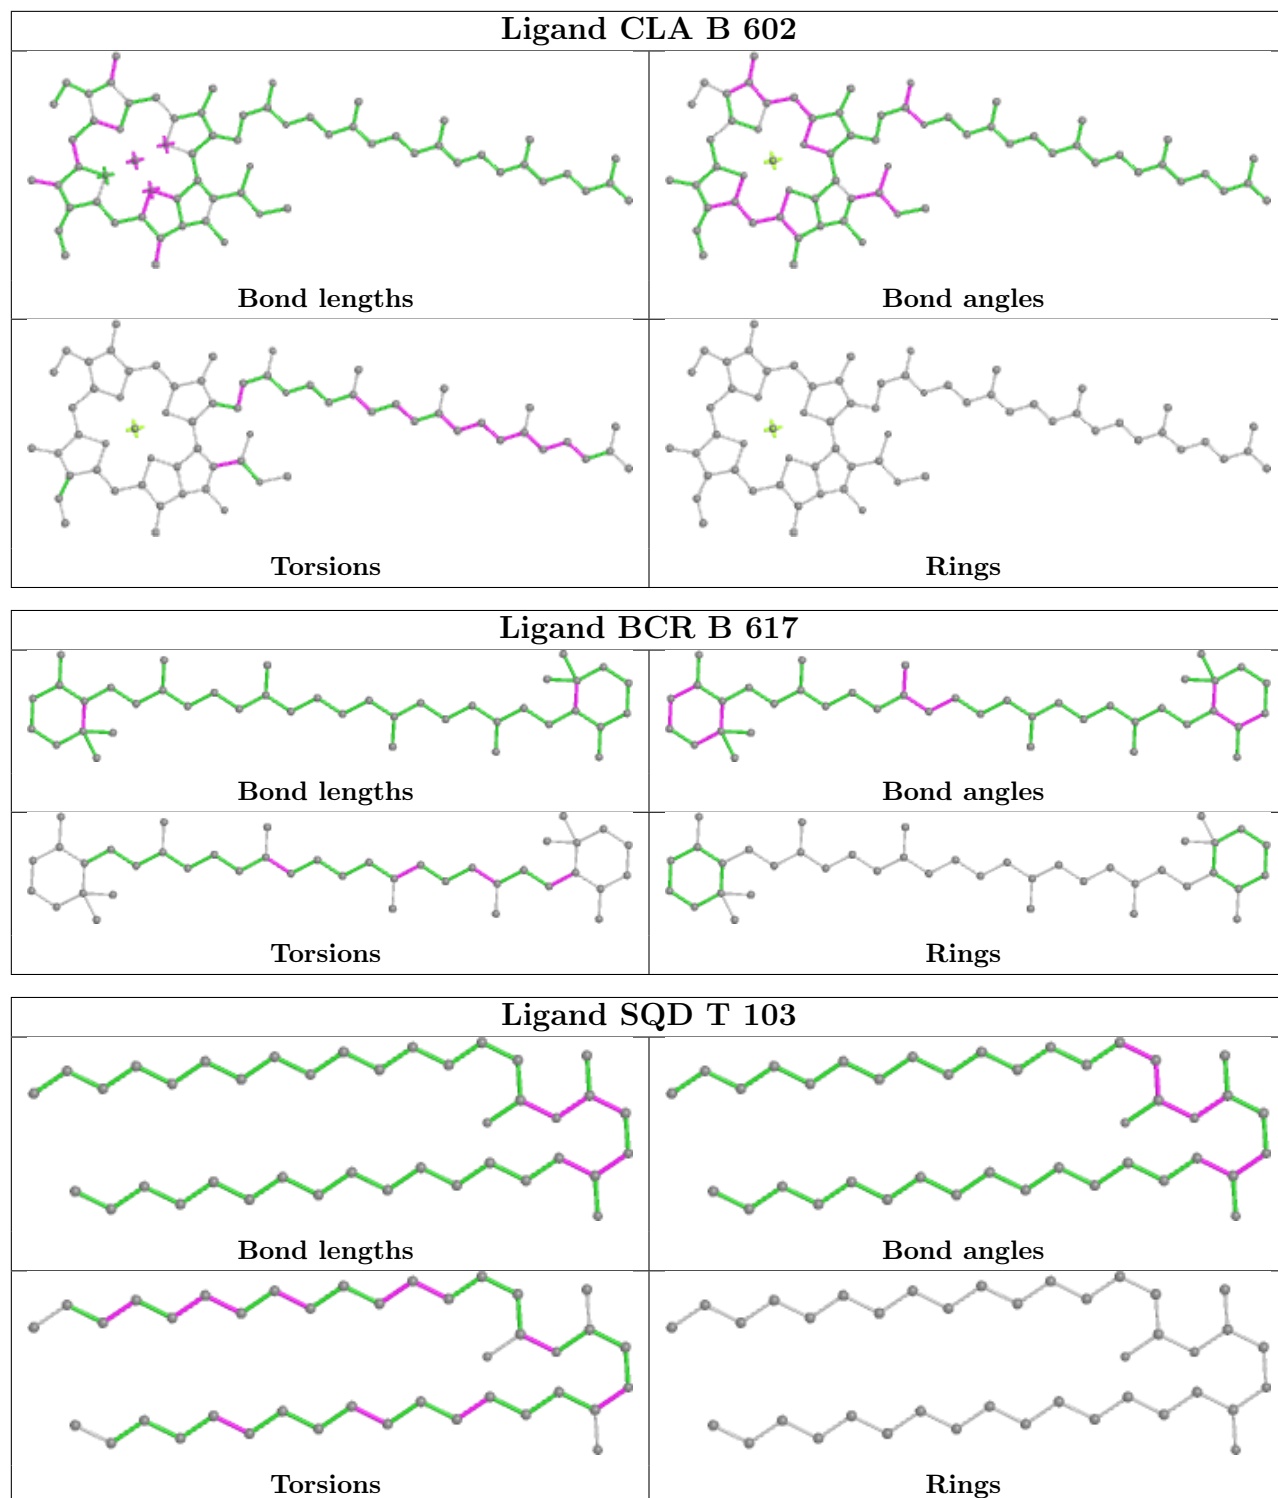 Ligand CLA B 602
Bond lengths
Bond angles
Torsions
Rings
Ligand BCR B 617
Bond lengths
Bond angles
Torsions
Rings
Ligand SQD T 103
Bond lengths
Bond angles
Torsions
Rings